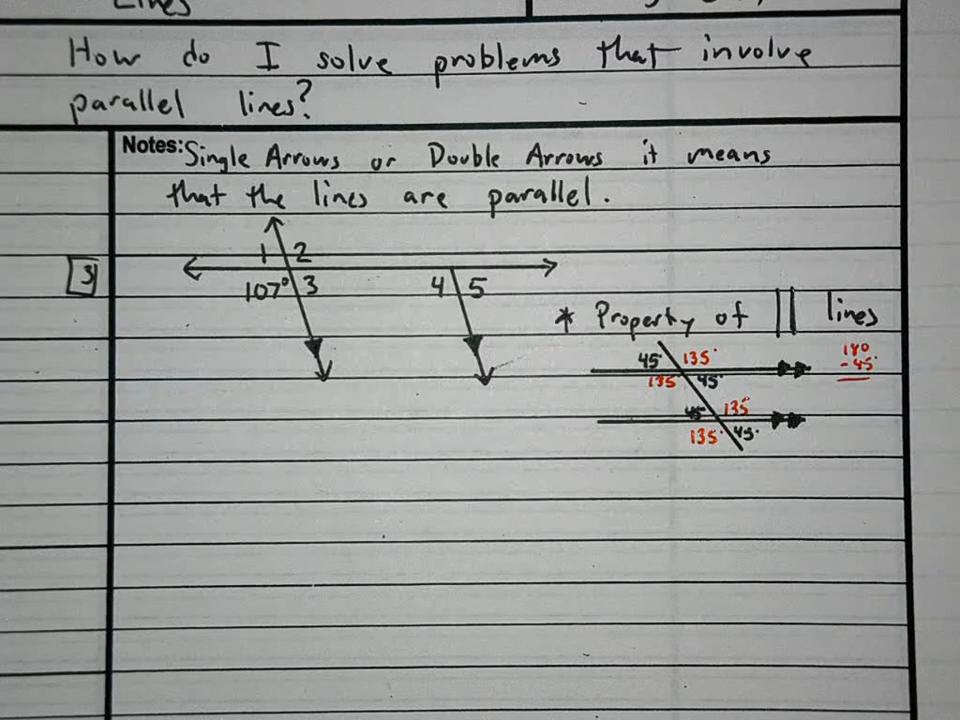 Lines
How do I solve problems that involve
parallel lines?
Notes: Single Arrows or Double Arrows it means
that the lines are parallel.
1 2
3
107° 3
4 5
* Property of || lines
45° 135°
135 45°
180
-45°
45 135°
135° 45°